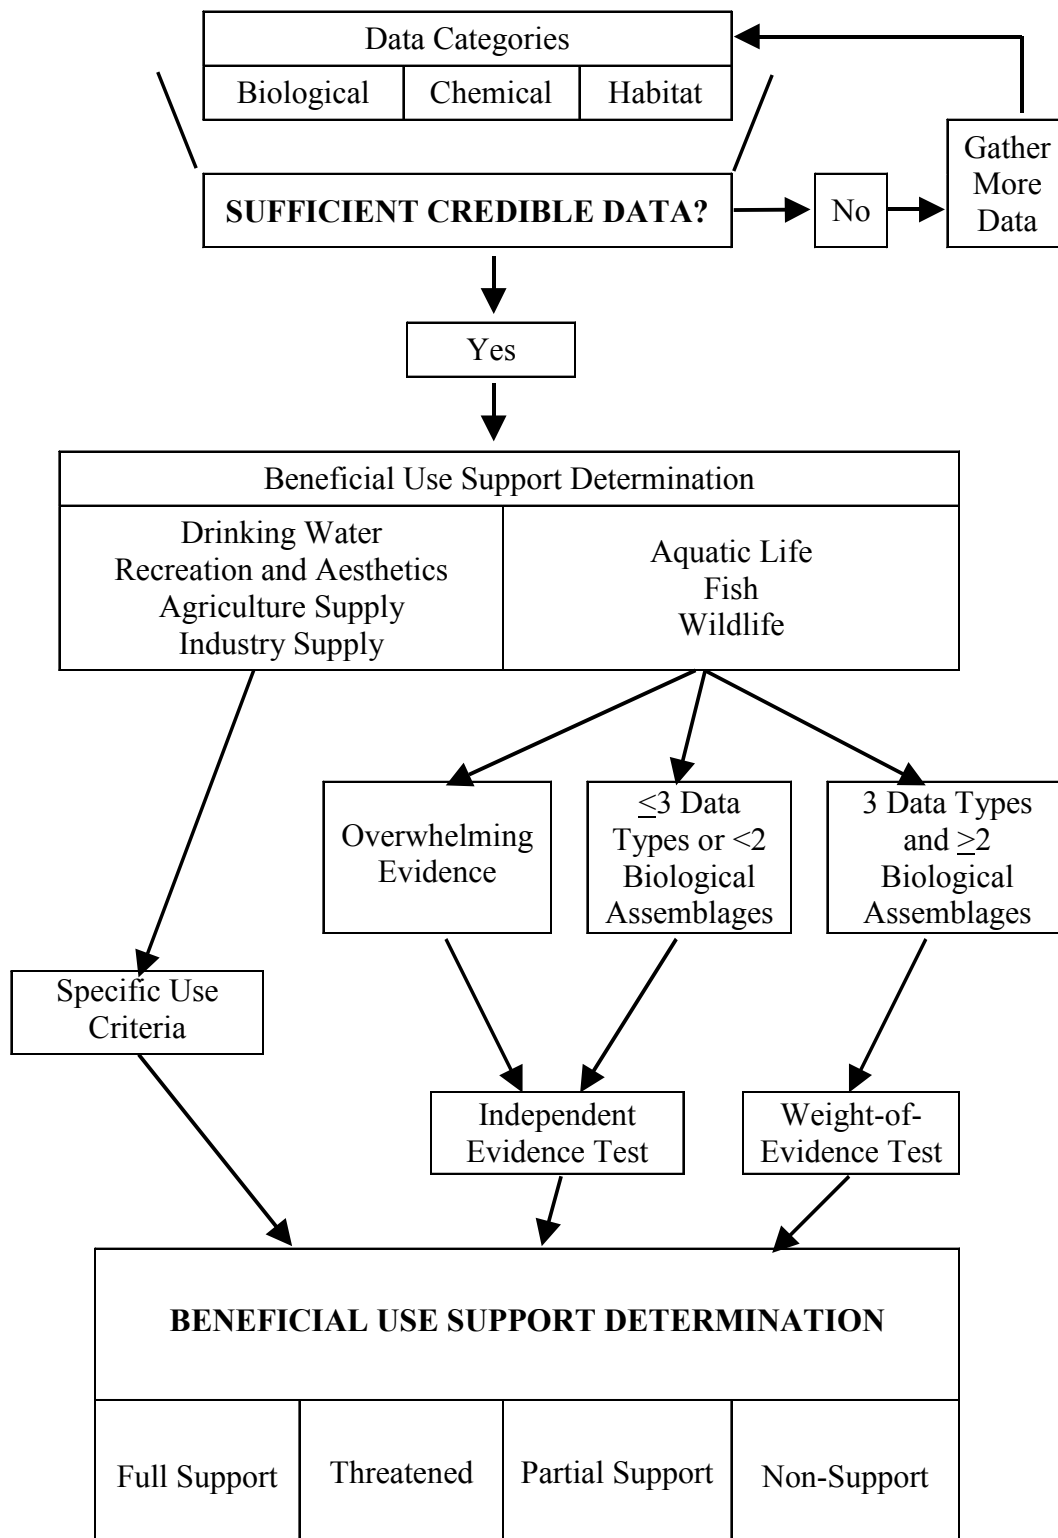 Data Categories
Biological
Chemical
Habitat
Gather
More
Data
SUFFICIENT CREDIBLE DATA?
No
Yes
Beneficial Use Support Determination
Drinking Water
Recreation and Aesthetics
Agriculture Supply
Industry Supply
Aquatic Life
Fish
Wildlife
Overwhelming
Evidence
≤3 Data
Types or <2
Biological
Assemblages
3 Data Types
and ≥2
Biological
Assemblages
Specific Use
Criteria
Independent
Evidence Test
Weight-of-
Evidence Test
BENEFICIAL USE SUPPORT DETERMINATION
Full Support
Threatened
Partial Support
Non-Support